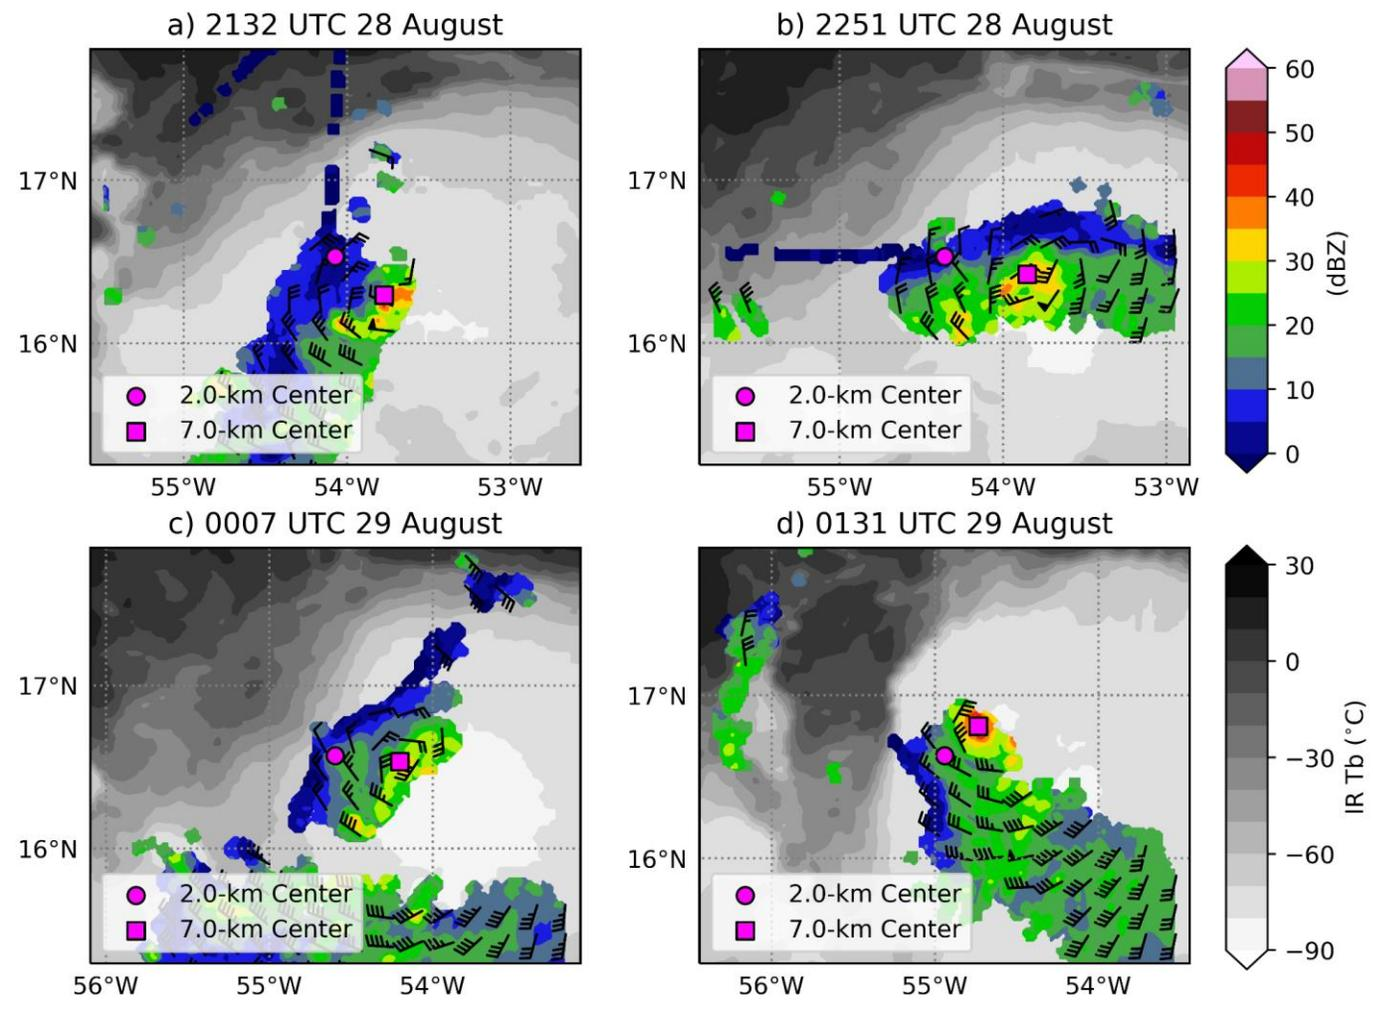 a) 2132 UTC 28 August
b) 2251 UTC 28 August
17°N
16°N
2.0-km Center
7.0-km Center
55°W
54°W
53°W
17°N
16°N
2.0-km Center
7.0-km Center
55°W
54°W
53°W
60
50
40
30
20
10
0
(dBZ)
c) 0007 UTC 29 August
d) 0131 UTC 29 August
17°N
16°N
2.0-km Center
7.0-km Center
56°W
55°W
54°W
17°N
16°N
2.0-km Center
7.0-km Center
56°W
55°W
54°W
30
0
−30
−60
−90
IR Tb (°C)